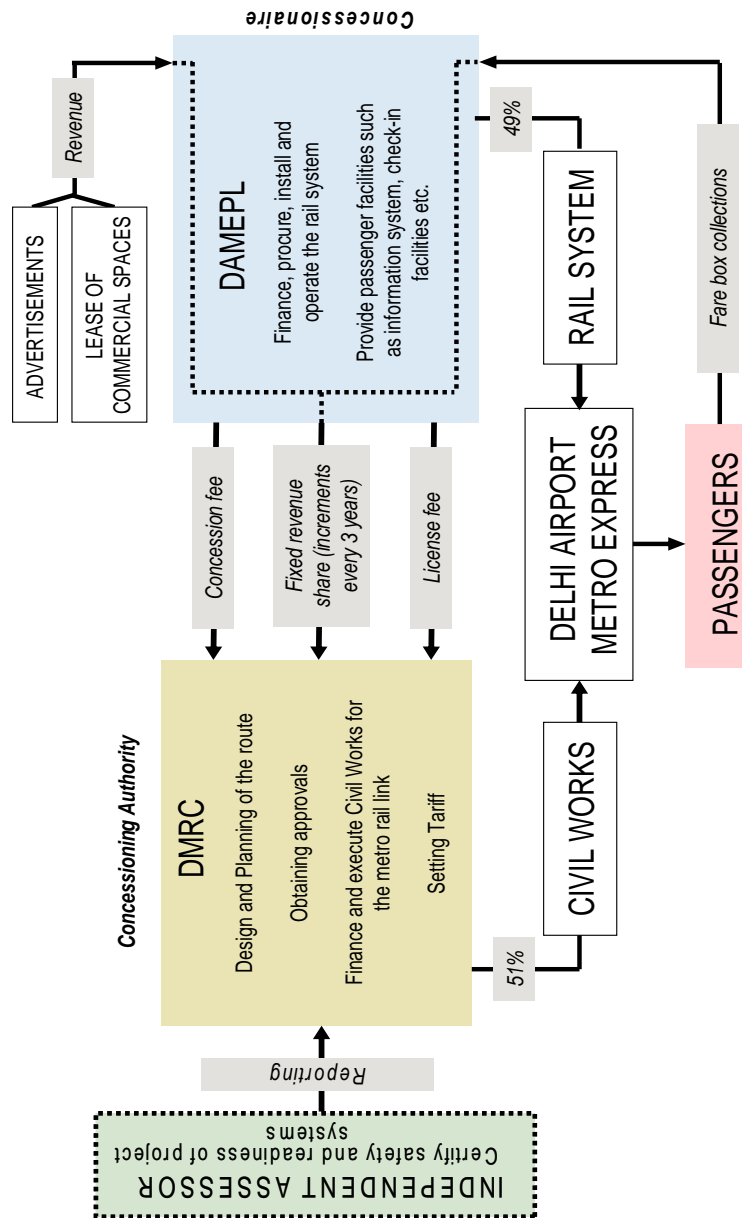 Concessioning Authority
Concessionaire
INDEPENDENT ASSESSOR
Certify safety and readiness of project
systems
Reporting
DMRC
Design and Planning of the route
Obtaining approvals
Finance and execute Civil Works for
the metro rail link
Setting Tariff
Concession fee
Fixed revenue
share (increments
every 3 years)
License fee
DAMEPL
Finance, procure, install and
operate the rail system
Provide passenger facilities such
as information system, check-in
facilities etc.
ADVERTISEMENTS
LEASE OF
COMMERCIAL SPACES
Revenue
51%
49%
CIVIL WORKS
DELHI AIRPORT
METRO EXPRESS
RAIL SYSTEM
PASSENGERS
Fare box collections